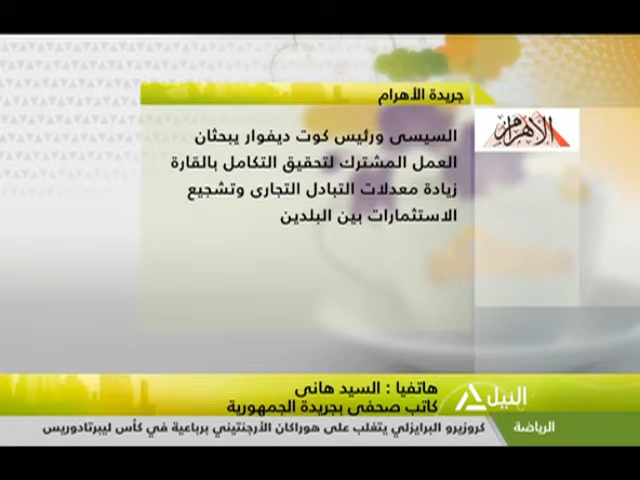 جريدة الأهرام
الأهرام
السيسى ورئيس كوت ديفوار يبحثان
العمل المشترك لتحقيق التكامل بالقارة
زيادة معدلات التبادل التجارى وتشجيع
الاستثمارات بين البلدين
هاتفيا : السيد هانى
كاتب صحفى بجريدة الجمهورية
النيل
الرياضة
كروزيرو البرايزلي يتغلب على هوراكان الأرجنتيني برباعية في كأس ليبرتادوريس